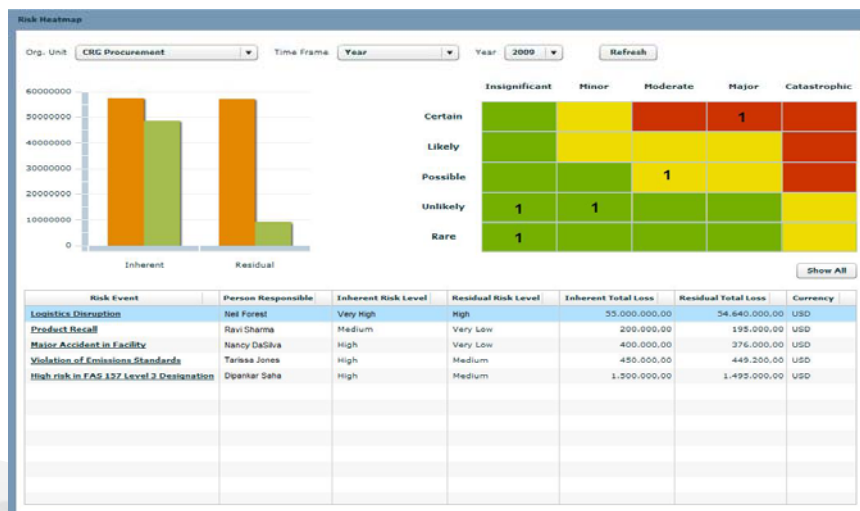 Risk Heatmap
Org. Unit CRG Procurement Time Frame Year Year 2009 Refresh
Insignificant Minor Moderate Major Catastrophic
60000000
50000000
40000000
30000000
20000000
10000000
0
Inherent Residual
Certain 1
Likely
Possible 1
Unlikely 1 1
Rare 1
Show All
Risk Event Person Responsible Inherent Risk Level Residual Risk Level Inherent Total Loss Residual Total Loss Currency
Logistics Disruption Neil Forest Very High High 55.000.000,00 54.640.000,00 USD
Product Recall Ravi Sharma Medium Very Low 200.000,00 195.000,00 USD
Major Accident in Facility Nancy DaSilva High Very Low 400.000,00 376.000,00 USD
Violation of Emissions Standards Tarissa Jones High Medium 450.000,00 449.200,00 USD
High risk in FAS 157 Level 3 Designation Dipankar Saha High Medium 1.500.000,00 1.495.000,00 USD